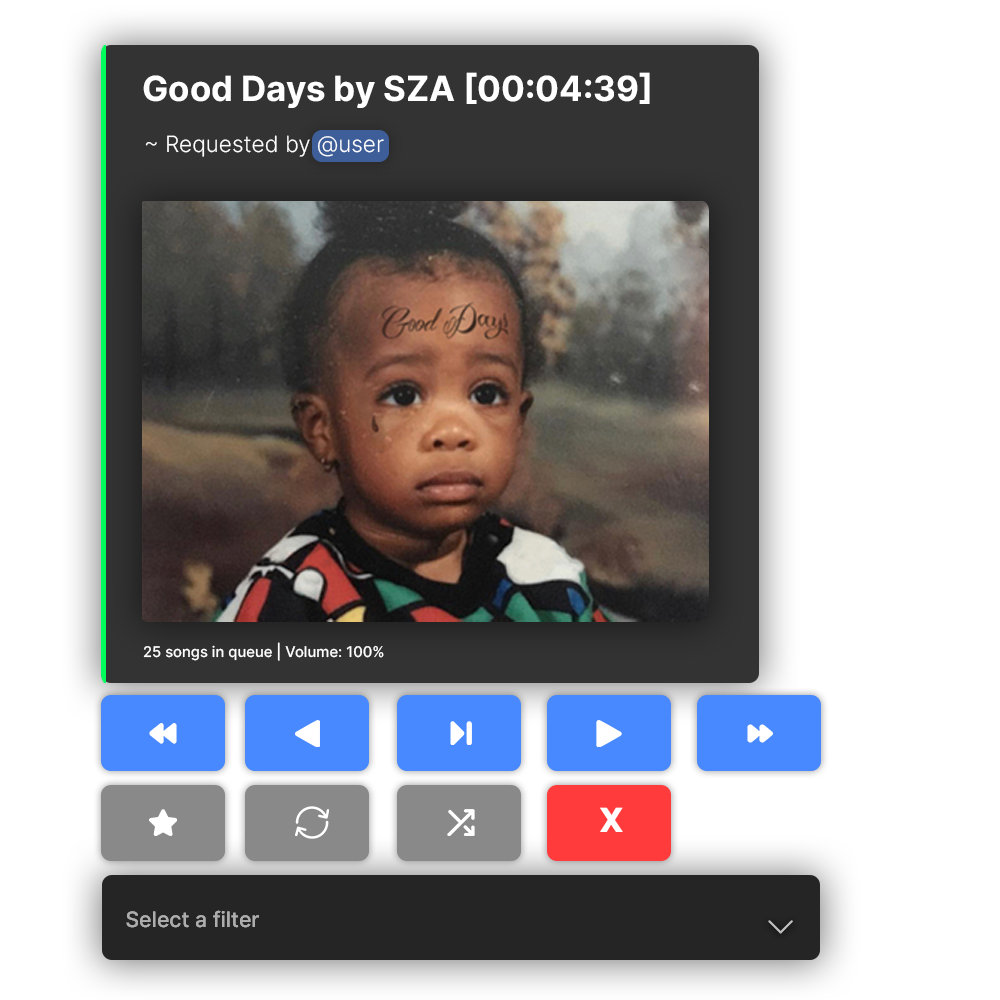 Good Days by SZA [00:04:39]
~ Requested by @user
Good Days
25 songs in queue | Volume: 100%
X
Select a filter